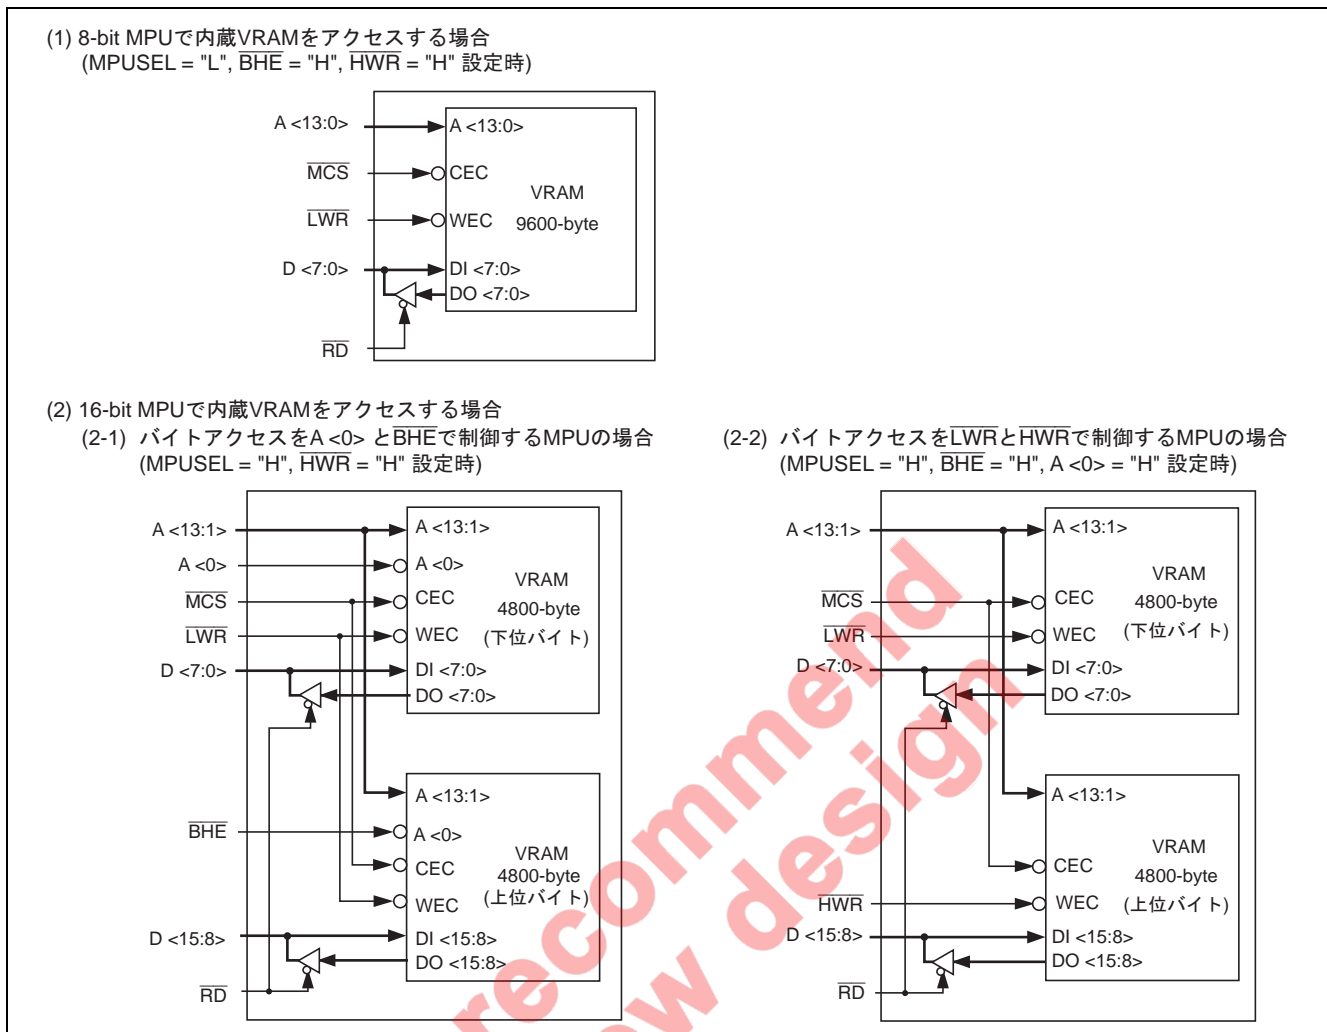 (1) 8-bit MPUで内蔵VRAMをアクセスする場合
(MPUSEL = "L", BHE = "H", HWR = "H" 設定時)
A <13:0>
A <13:0>
MCS
CEC
VRAM
LWR
WEC
9600-byte
D <7:0>
DI <7:0>
DO <7:0>
RD
(2) 16-bit MPUで内蔵VRAMをアクセスする場合
(2-1) バイトアクセスをA <0> とBHEで制御するMPUの場合
(MPUSEL = "H", HWR = "H" 設定時)
A <13:1>
A <13:1>
A <0>
A <0>
VRAM
MCS
CEC
4800-byte
LWR
WEC
(下位バイト)
D <7:0>
DI <7:0>
DO <7:0>
A <13:1>
BHE
A <0>
VRAM
CEC
4800-byte
WEC
(上位バイト)
D <15:8>
DI <15:8>
DO <15:8>
RD
(2-2) バイトアクセスをLWRとHWRで制御するMPUの場合
(MPUSEL = "H", BHE = "H", A <0> = "H" 設定時)
A <13:1>
A <13:1>
VRAM
MCS
CEC
4800-byte
LWR
WEC
(下位バイト)
D <7:0>
DI <7:0>
DO <7:0>
A <13:1>
VRAM
CEC
4800-byte
HWR
WEC
(上位バイト)
D <15:8>
DI <15:8>
DO <15:8>
RD
recommend
new design